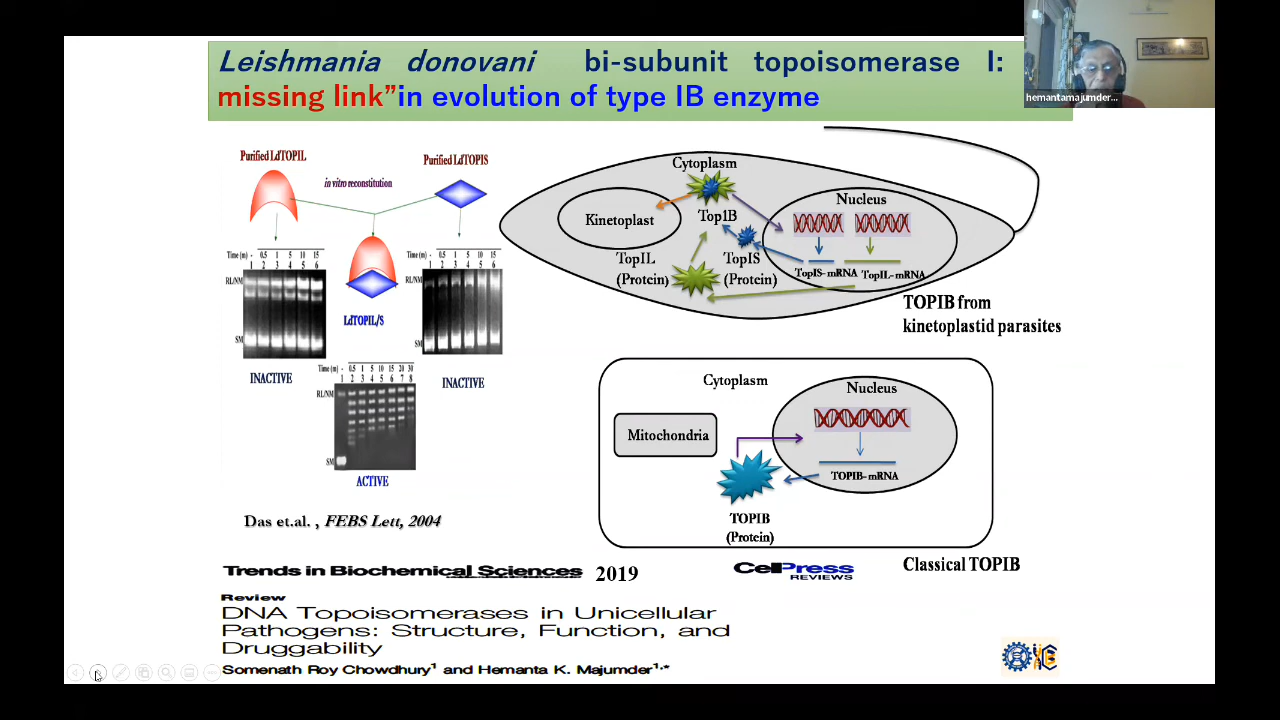 Leishmania donovani bi-subunit topoisomerase I:
missing link”in evolution of type IB enzyme
hemantamajumder...
Purified LdTOPIL
Purified LdTOPIS
in vitro reconstitution
Time (m) - 0.5 1 5 10 15
1 2 3 4 5 6
RL/NM
SM
INACTIVE
LdTOPIL/S
Time (m) - 0.5 1 5 10 15
1 2 3 4 5 6
RL/NM
SM
INACTIVE
Time (m) - 0.5 1 5 10 15 20 30
1 2 3 4 5 6 7 8
RL/NM
SM
ACTIVE
Das et.al. , FEBS Lett, 2004
Cytoplasm
Kinetoplast
Top1B
Nucleus
TopIL
(Protein)
TopIS
(Protein)
TopIS-mRNA
TopIL-mRNA
TOPIB from
kinetoplastid parasites
Cytoplasm
Nucleus
Mitochondria
TOPIB-mRNA
TOPIB
(Protein)
Classical TOPIB
Trends in Biochemical Sciences 2019
CellPress
REVIEWS
Review
DNA Topoisomerases in Unicellular
Pathogens: Structure, Function, and
Druggability
Somenath Roy Chowdhury1 and Hemanta K. Majumder1,*